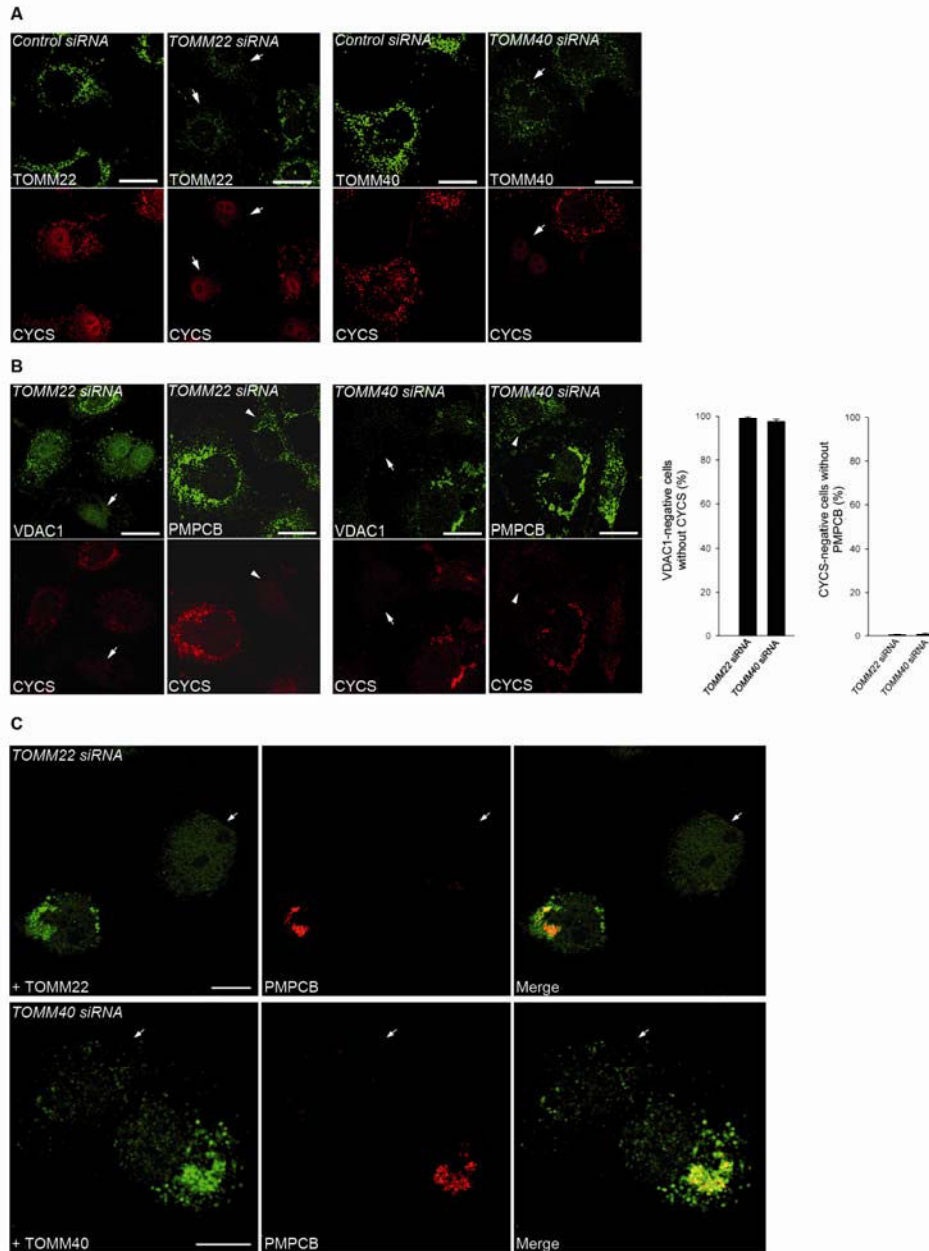 A
Control siRNA
TOMM22 siRNA
Control siRNA
TOMM40 siRNA
TOMM22
TOMM22
TOMM40
TOMM40
CYCS
CYCS
CYCS
CYCS
B
TOMM22 siRNA
TOMM22 siRNA
TOMM40 siRNA
TOMM40 siRNA
VDAC1
PMPCB
VDAC1
PMPCB
CYCS
CYCS
CYCS
CYCS
VDAC1-negative cells
without CYCS (%)
100
80
60
40
20
0
TOMM22 siRNA
TOMM40 siRNA
CYCS-negative cells without
PMPCB (%)
100
80
60
40
20
0
TOMM22 siRNA
TOMM40 siRNA
C
TOMM22 siRNA
+ TOMM22
PMPCB
Merge
TOMM40 siRNA
+ TOMM40
PMPCB
Merge